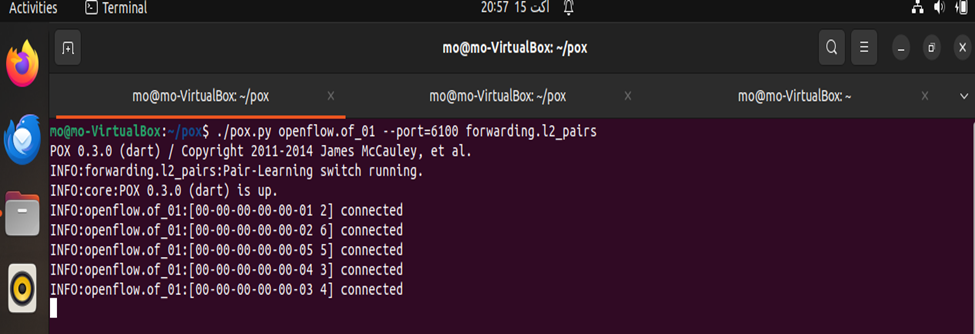 Activities Terminal 20:57 15 أكت
mo@mo-VirtualBox: ~/pox
mo@mo-VirtualBox: ~/pox × mo@mo-VirtualBox: ~/pox × mo@mo-VirtualBox: ~ ×
mo@mo-VirtualBox:~/pox$ ./pox.py openflow.of_01 --port=6100 forwarding.l2_pairs
POX 0.3.0 (dart) / Copyright 2011-2014 James McCauley, et al.
INFO:forwarding.l2_pairs:Pair-Learning switch running.
INFO:core:POX 0.3.0 (dart) is up.
INFO:openflow.of_01:[00-00-00-00-00-01 2] connected
INFO:openflow.of_01:[00-00-00-00-00-02 6] connected
INFO:openflow.of_01:[00-00-00-00-00-05 5] connected
INFO:openflow.of_01:[00-00-00-00-00-04 3] connected
INFO:openflow.of_01:[00-00-00-00-00-03 4] connected